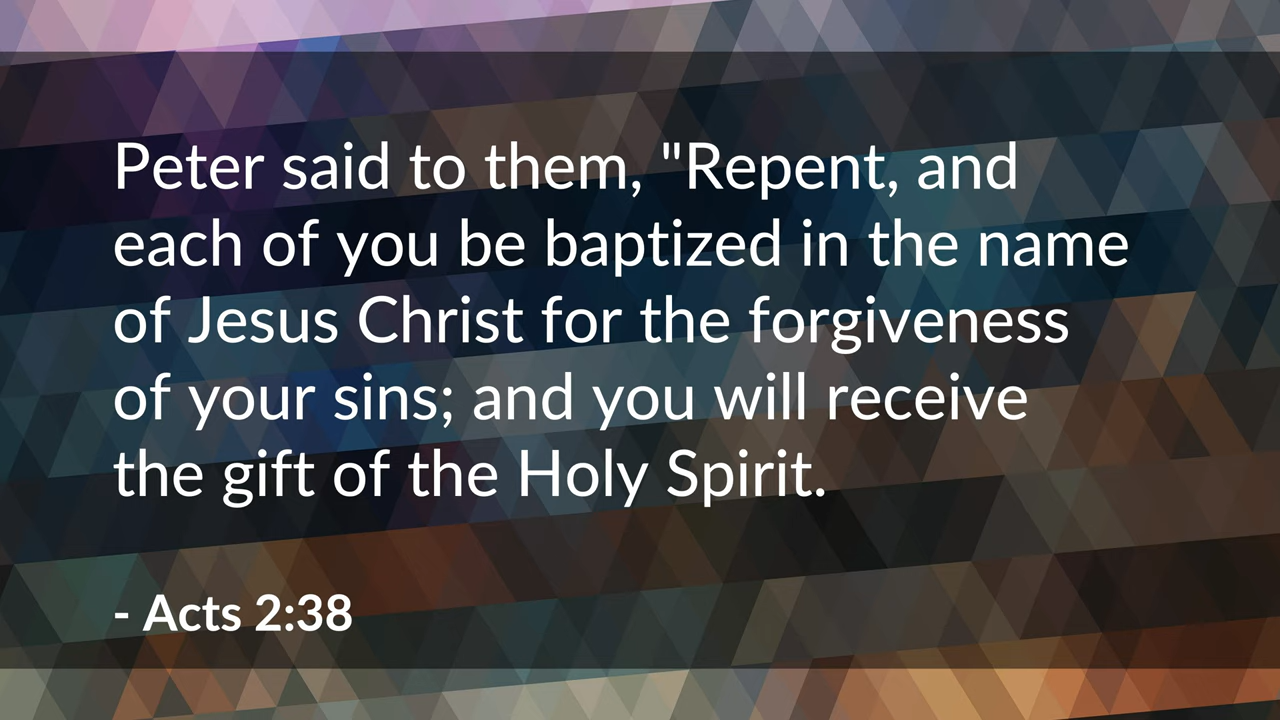 Peter said to them, "Repent, and
each of you be baptized in the name
of Jesus Christ for the forgiveness
of your sins; and you will receive
the gift of the Holy Spirit.
- Acts 2:38